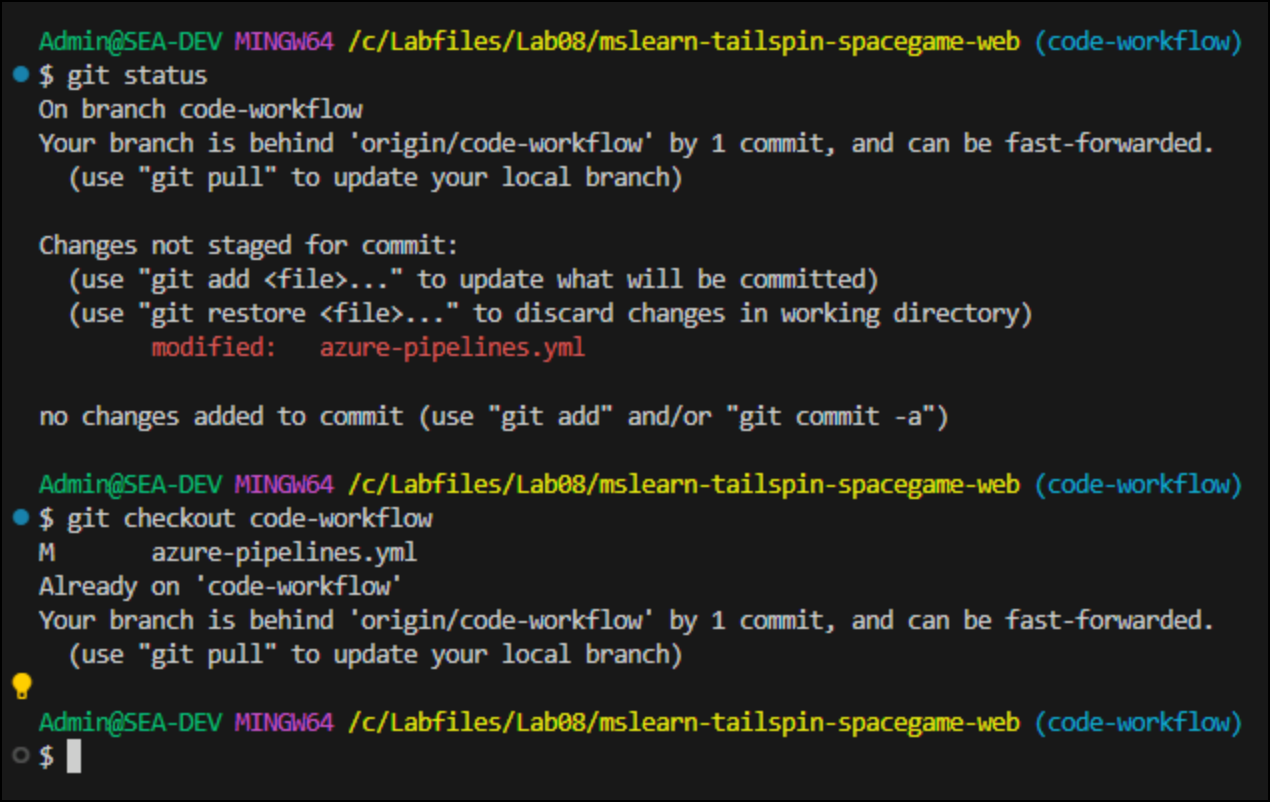 Admin@SEA-DEV MINGW64 /c/Labfiles/Lab08/mslearn-tailspin-spacegame-web (code-workflow)
$ git status
On branch code-workflow
Your branch is behind 'origin/code-workflow' by 1 commit, and can be fast-forwarded.
  (use "git pull" to update your local branch)

Changes not staged for commit:
  (use "git add <file>..." to update what will be committed)
  (use "git restore <file>..." to discard changes in working directory)
        modified:   azure-pipelines.yml

no changes added to commit (use "git add" and/or "git commit -a")

Admin@SEA-DEV MINGW64 /c/Labfiles/Lab08/mslearn-tailspin-spacegame-web (code-workflow)
$ git checkout code-workflow
M       azure-pipelines.yml
Already on 'code-workflow'
Your branch is behind 'origin/code-workflow' by 1 commit, and can be fast-forwarded.
  (use "git pull" to update your local branch)

Admin@SEA-DEV MINGW64 /c/Labfiles/Lab08/mslearn-tailspin-spacegame-web (code-workflow)
$